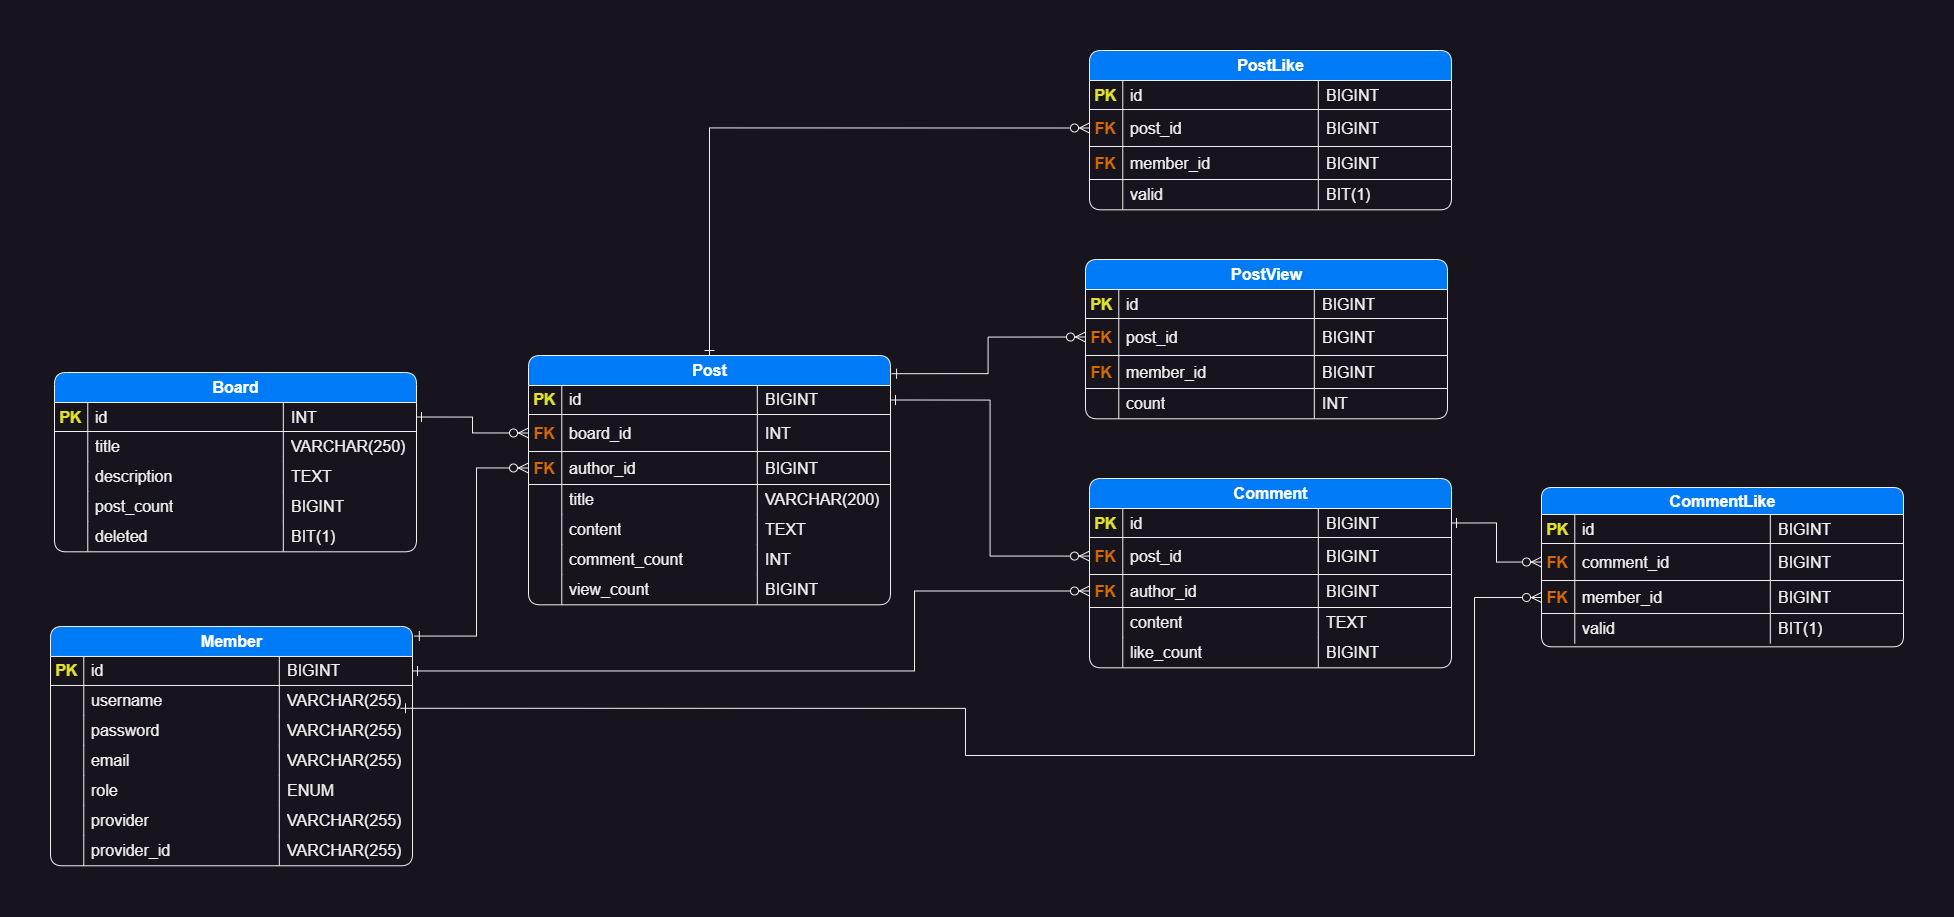 PostLike
PK id BIGINT
FK post_id BIGINT
FK member_id BIGINT
valid BIT(1)
PostView
PK id BIGINT
FK post_id BIGINT
FK member_id BIGINT
count INT
Post
PK id BIGINT
FK board_id INT
FK author_id BIGINT
title VARCHAR(200)
content TEXT
comment_count INT
view_count BIGINT
Board
PK id INT
title VARCHAR(250)
description TEXT
post_count BIGINT
deleted BIT(1)
Comment
PK id BIGINT
FK post_id BIGINT
FK author_id BIGINT
content TEXT
like_count BIGINT
CommentLike
PK id BIGINT
FK comment_id BIGINT
FK member_id BIGINT
valid BIT(1)
Member
PK id BIGINT
username VARCHAR(255)
password VARCHAR(255)
email VARCHAR(255)
role ENUM
provider VARCHAR(255)
provider_id VARCHAR(255)